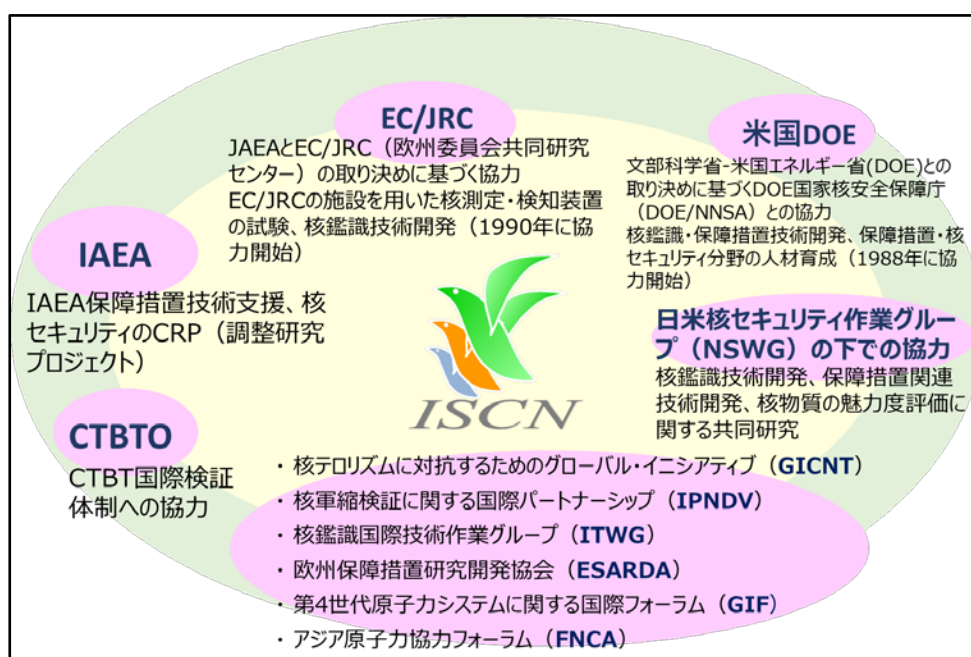 EC/JRC
JAEAとEC/JRC（欧州委員会共同研究
センター）の取り決めに基づく協力
EC/JRCの施設を用いた核測定・検知装置
の試験、核鑑識技術開発（1990年に協
力開始）
米国DOE
文部科学省-米国エネルギー省(DOE)との
取り決めに基づくDOE国家核安全保障庁
（DOE/NNSA）との協力
核鑑識・保障措置技術開発、保障措置・核
セキュリティ分野の人材育成（1988年に協
力開始）
IAEA
IAEA保障措置技術支援、核
セキュリティのCRP（調整研究
プロジェクト）
ISCN
日米核セキュリティ作業グルー
プ（NSWG）の下での協力
核鑑識技術開発、保障措置関連
技術開発、核物質の魅力度評価に
関する共同研究
CTBTO
CTBT国際検証
体制への協力
・核テロリズムに対抗するためのグローバル・イニシアティブ（GICNT）
・核軍縮検証に関する国際パートナーシップ（IPNDV）
・核鑑識国際技術作業グループ（ITWG）
・欧州保障措置研究開発協会（ESARDA）
・第4世代原子力システムに関する国際フォーラム（GIF）
・アジア原子力協力フォーラム（FNCA）